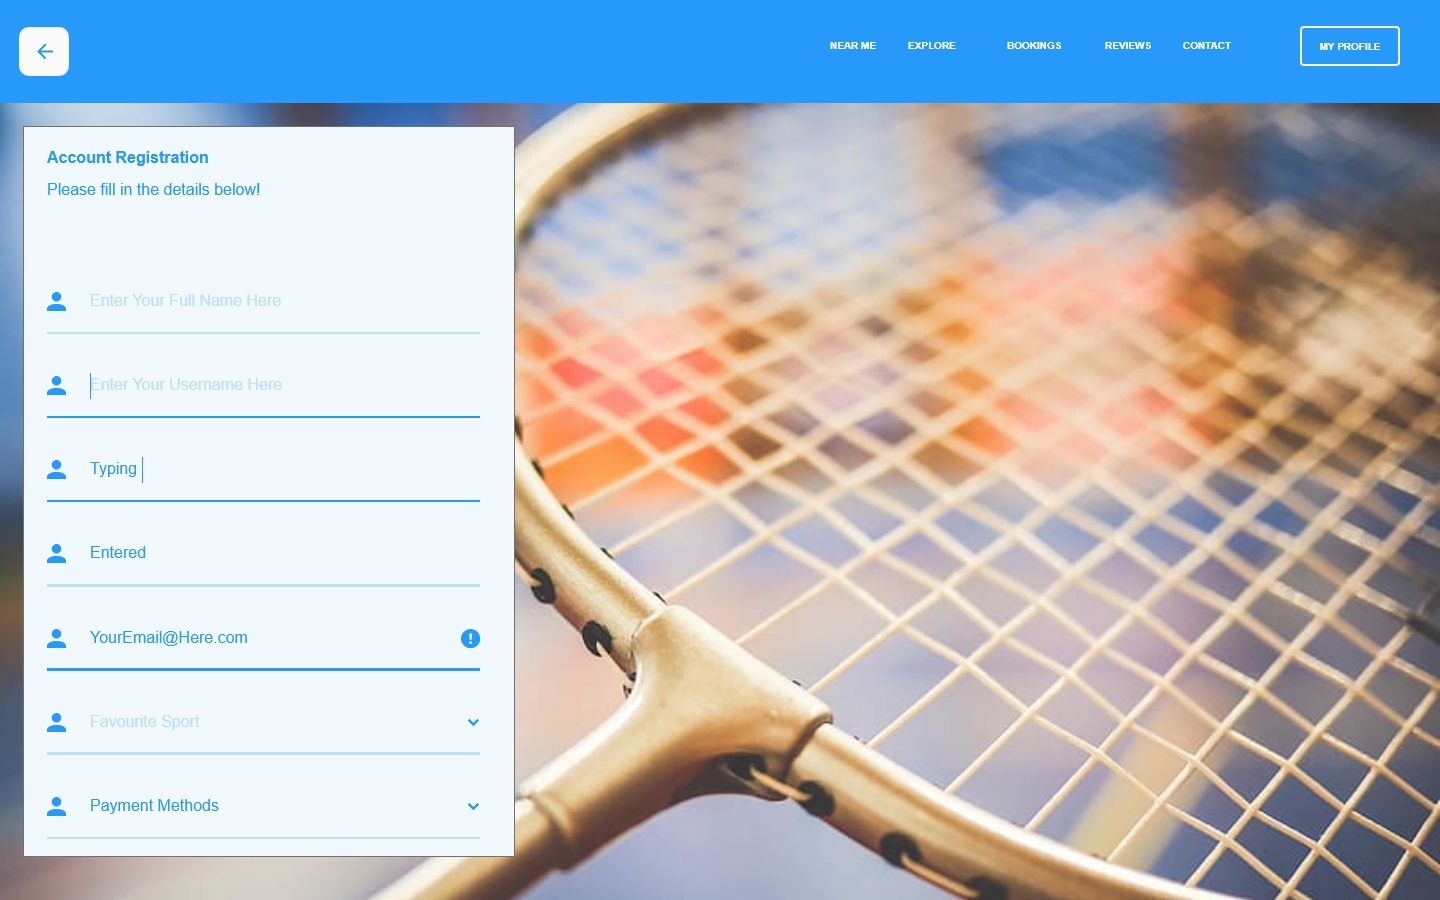 NEAR ME
EXPLORE
BOOKINGS
REVIEWS
CONTACT
MY PROFILE
Account Registration
Please fill in the details below!
Enter Your Full Name Here
Enter Your Username Here
Typing
Entered
YourEmail@Here.com
Favourite Sport
Payment Methods